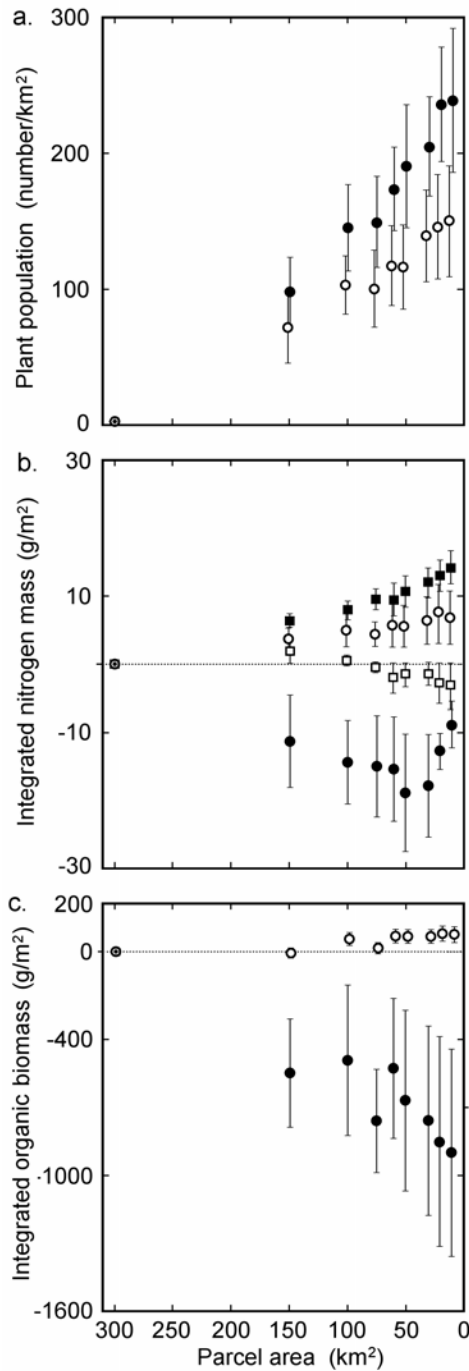 a.
300
200
100
0
Plant population (number/km²)
b.
30
10
-10
-30
Integrated nitrogen mass (g/m²)
c.
200
0
-400
-1000
-1600
Integrated organic biomass (g/m²)
300 250 200 150 100 50 0
Parcel area (km²)